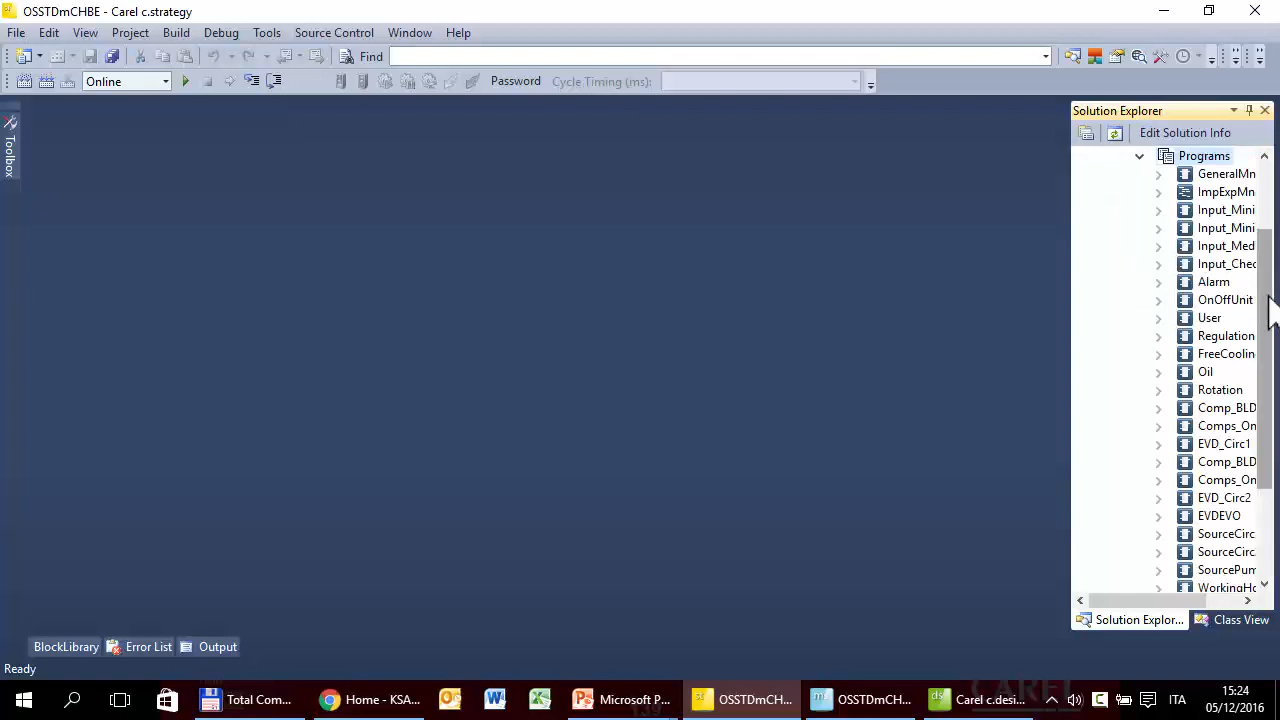 OSSTDmCHBE - Carel c.strategy
File Edit View Project Build Debug Tools Source Control Window Help
Find
Online Password Cycle Timing (ms):
Toolbox
Solution Explorer
Edit Solution Info
Programs
GeneralMn
ImpExpMn
Input_Mini
Input_Mini
Input_Med
Input_Chec
Alarm
OnOffUnit
User
Regulation
FreeCoolin
Oil
Rotation
Comp_BLD
Comps_On
EVD_Circ1
Comp_BLD
Comps_On
EVD_Circ2
EVDEVO
SourceCirc
SourceCirc
SourcePum
WorkingHo
Solution Explor... Class View
BlockLibrary Error List Output
Ready
Total Com... Home - KSA... Microsoft P... OSSTDmCH... OSSTDmCH... Carel c.desi... ITA 15:24
05/12/2016